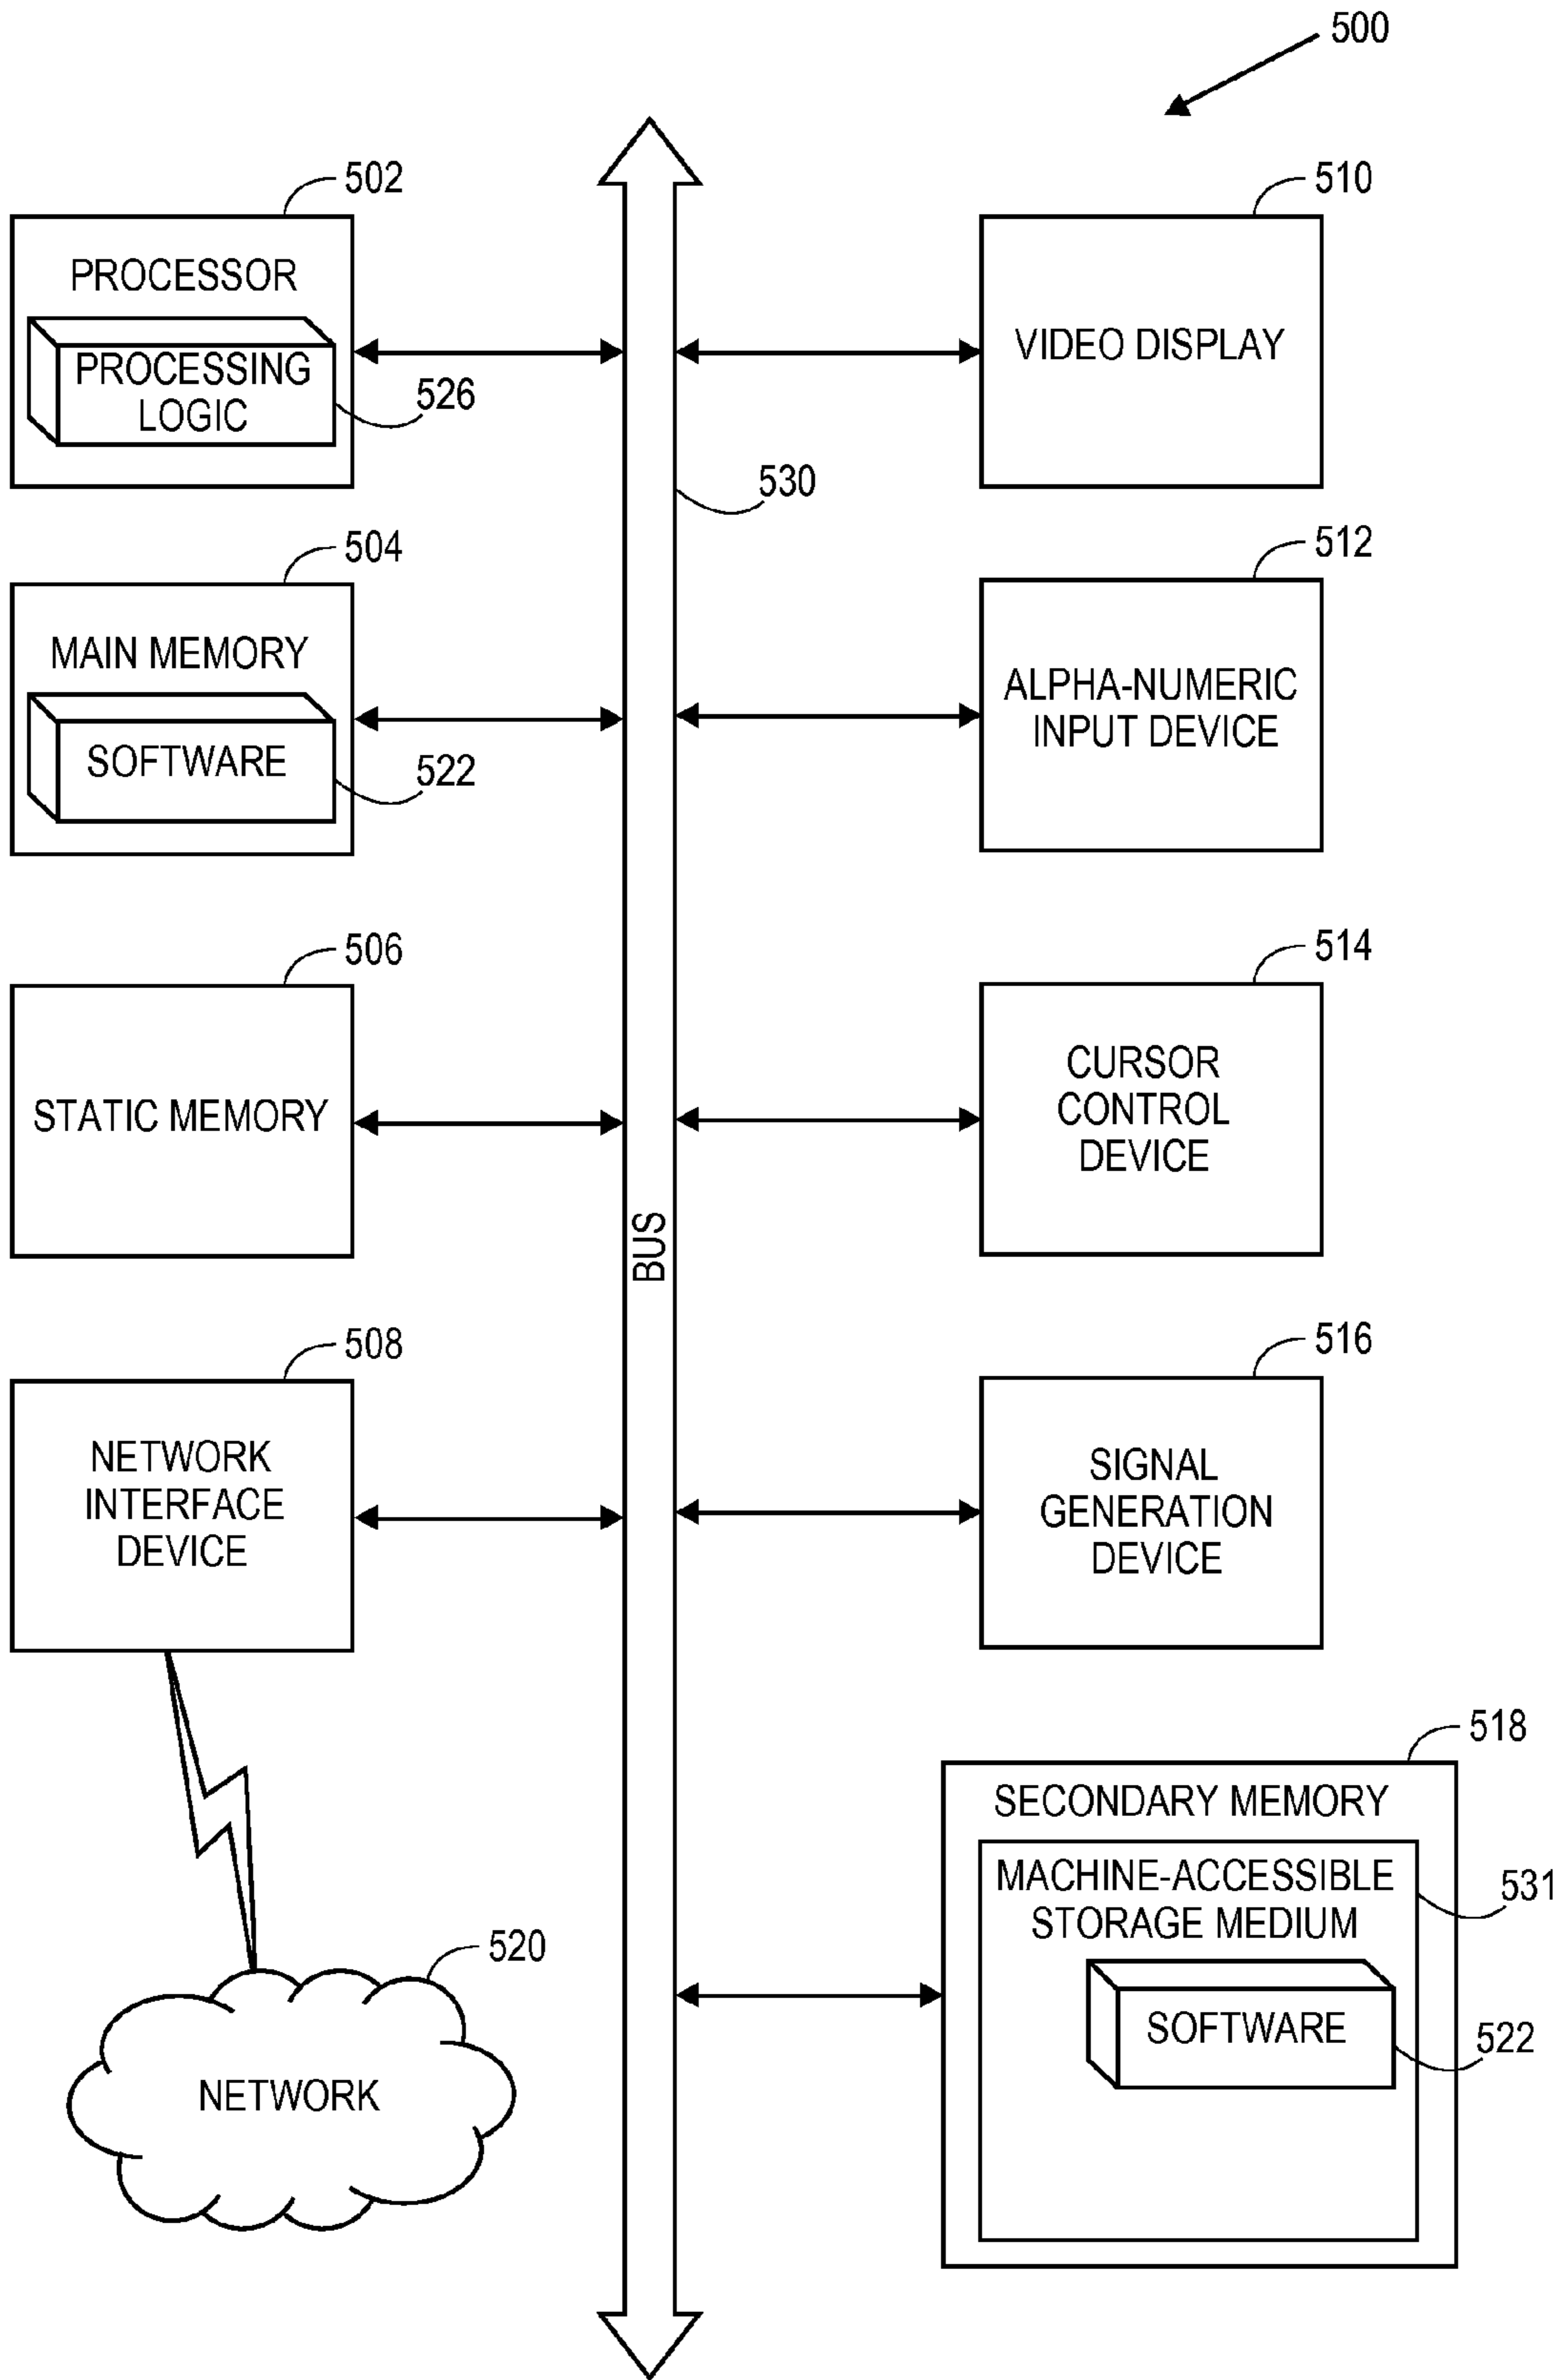 500
502
PROCESSOR
PROCESSING
LOGIC
526
510
VIDEO DISPLAY
530
504
MAIN MEMORY
SOFTWARE
522
512
ALPHA-NUMERIC
INPUT DEVICE
506
STATIC MEMORY
514
CURSOR
CONTROL
DEVICE
BUS
508
NETWORK
INTERFACE
DEVICE
516
SIGNAL
GENERATION
DEVICE
518
SECONDARY MEMORY
MACHINE-ACCESSIBLE
STORAGE MEDIUM
531
SOFTWARE
522
520
NETWORK